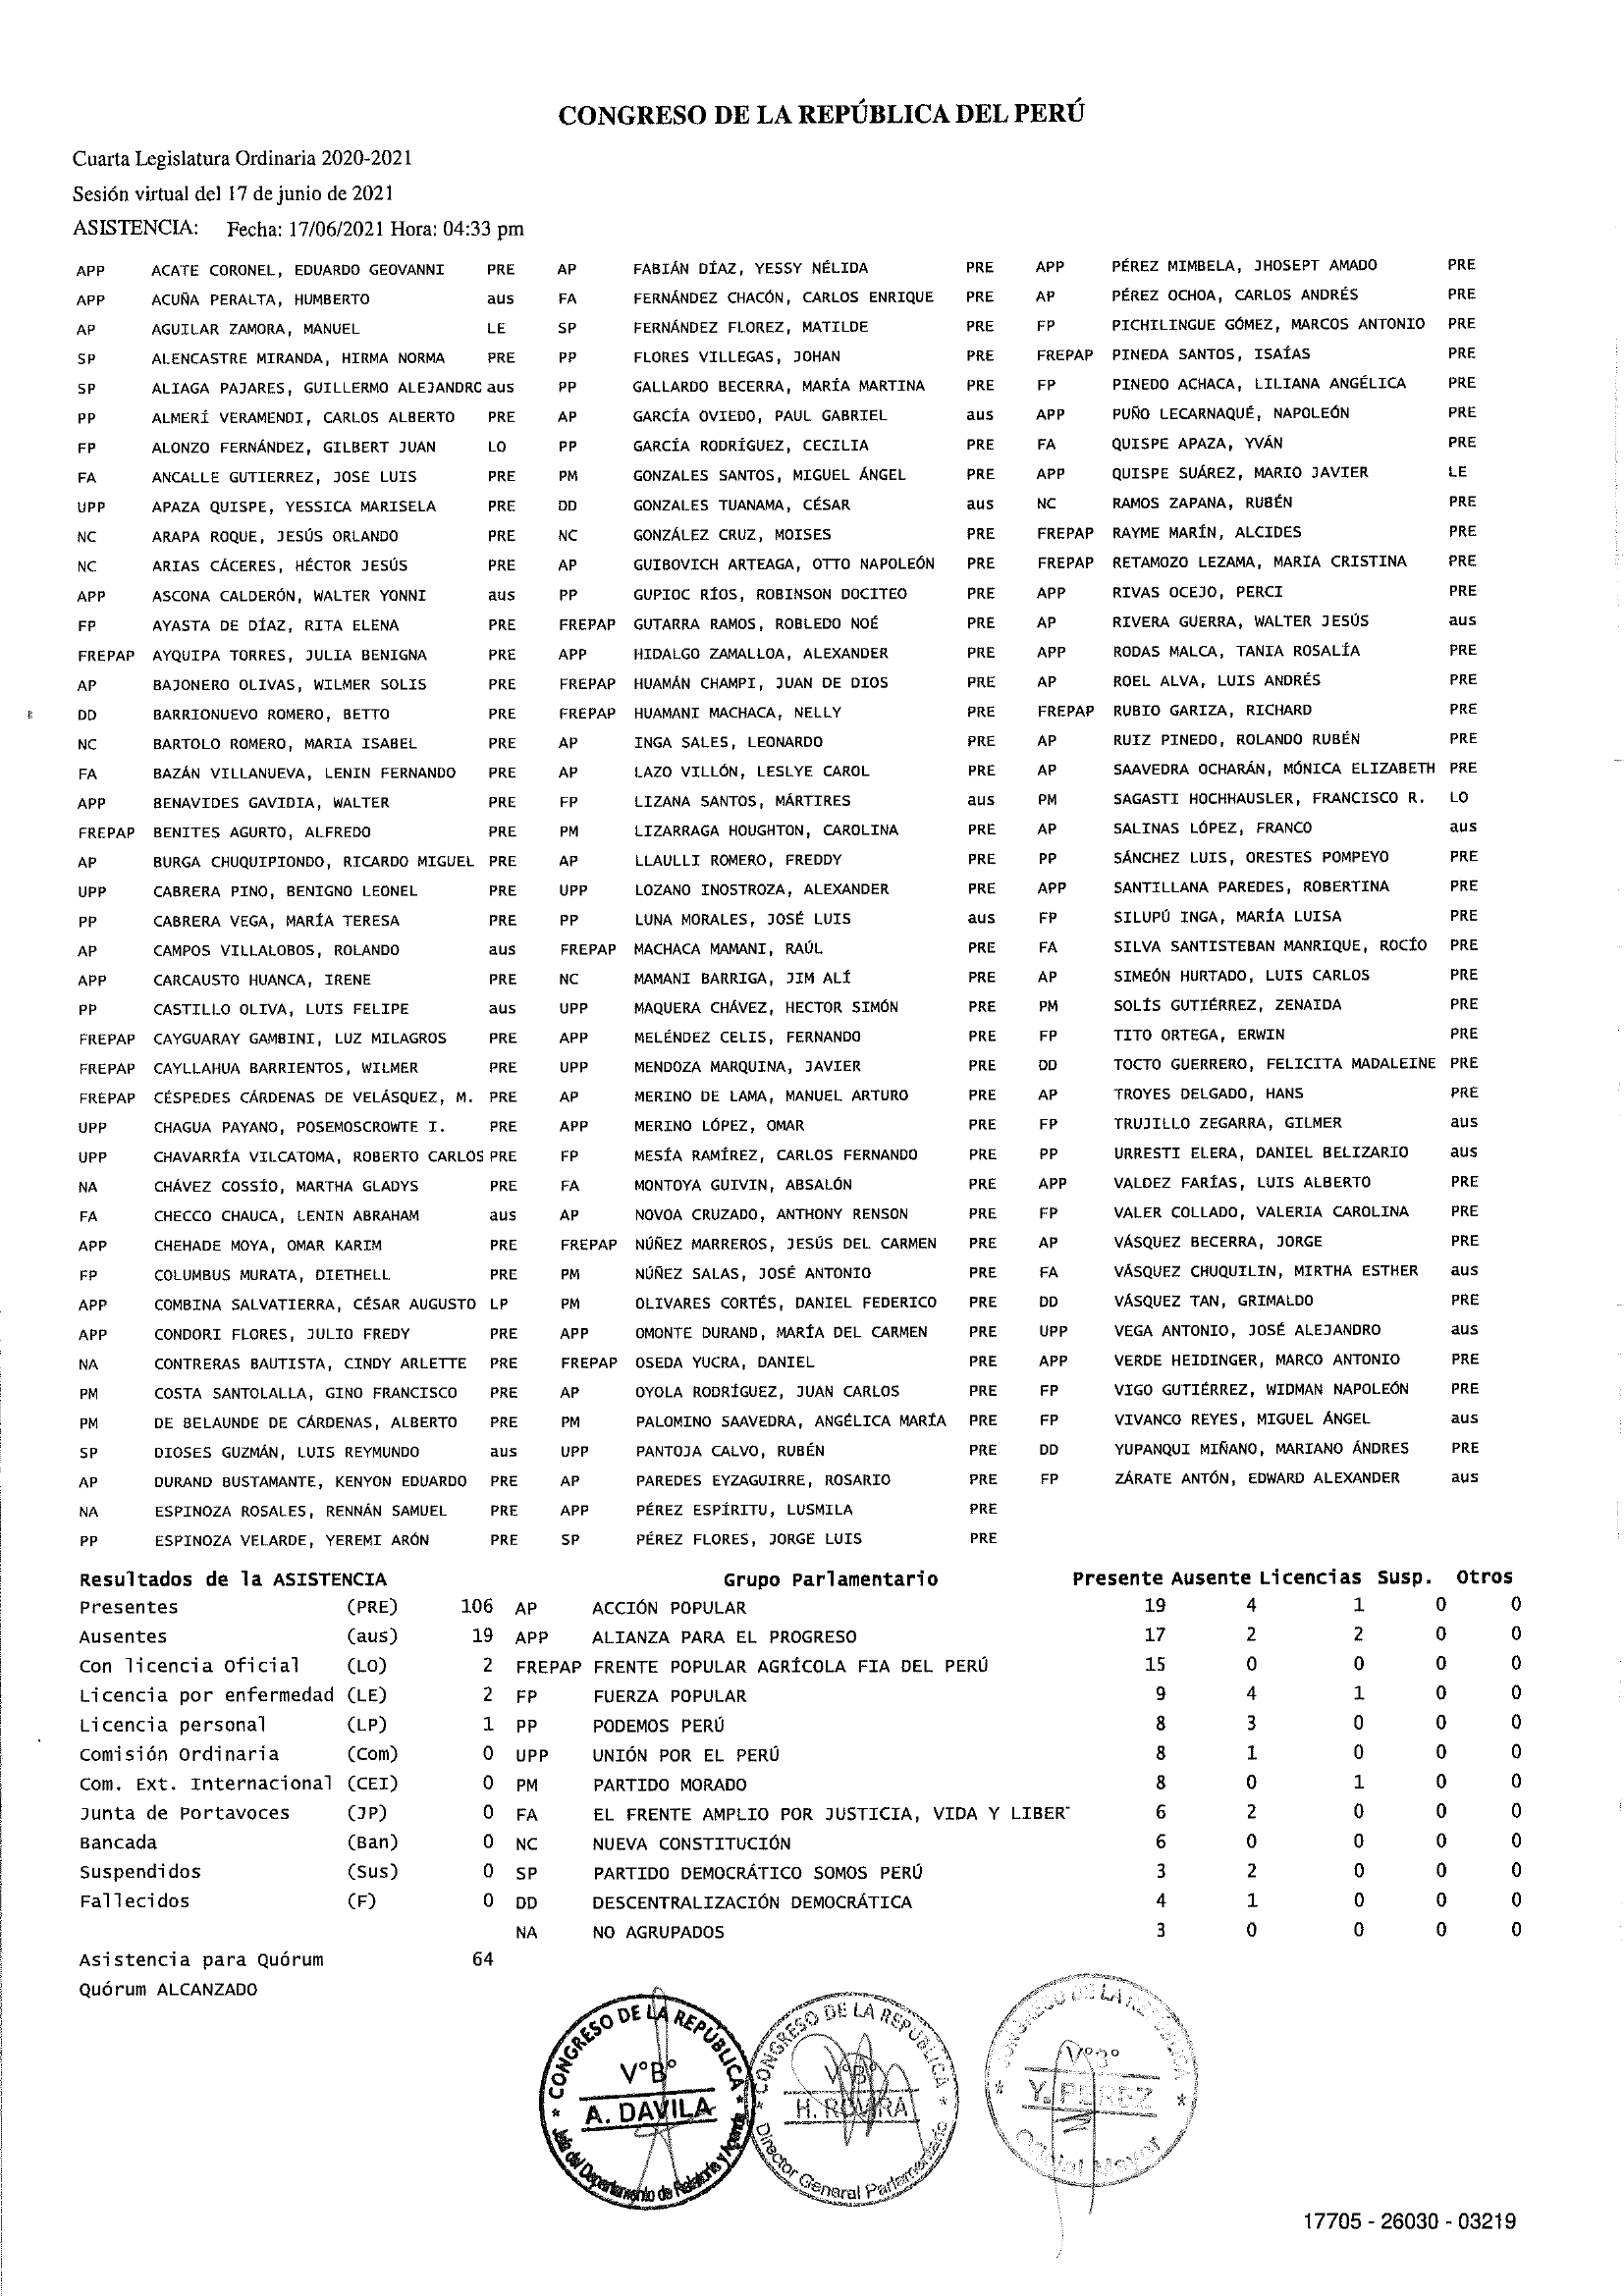 CONGRESO DE LA REPÚBLICA DEL PERÚ
Cuarta Legislatura Ordinaria 2020-2021
Sesión virtual del 17 de junio de 2021
ASISTENCIA: Fecha: 17/06/2021 Hora: 04:33 pm
APP ACATE CORONEL, EDUARDO GEOVANNI PRE AP FABIÁN DÍAZ, YESSY NÉLIDA PRE APP PÉREZ MIMBELA, JHOSEPT AMADO PRE
APP ACUÑA PERALTA, HUMBERTO aus FA FERNÁNDEZ CHACÓN, CARLOS ENRIQUE PRE AP PÉREZ OCHOA, CARLOS ANDRÉS PRE
AP AGUILAR ZAMORA, MANUEL LE SP FERNÁNDEZ FLOREZ, MATILDE PRE FP PICHILINGUE GÓMEZ, MARCOS ANTONIO PRE
SP ALENCASTRE MIRANDA, HIRMA NORMA PRE PP FLORES VILLEGAS, JOHAN PRE FREPAP PINEDA SANTOS, ISAÍAS PRE
SP ALIAGA PAJARES, GUILLERMO ALEJANDRO aus PP GALLARDO BECERRA, MARÍA MARTINA PRE FP PINEDO ACHACA, LILIANA ANGÉLICA PRE
PP ALMERÍ VERAMENDI, CARLOS ALBERTO PRE AP GARCÍA OVIEDO, PAUL GABRIEL aus APP PUÑO LECARNAQUÉ, NAPOLEÓN PRE
FP ALONZO FERNÁNDEZ, GILBERT JUAN LO PP GARCÍA RODRÍGUEZ, CECILIA PRE FA QUISPE APAZA, YVÁN PRE
FA ANCALLE GUTIERREZ, JOSE LUIS PRE PM GONZALES SANTOS, MIGUEL ÁNGEL PRE APP QUISPE SUÁREZ, MARIO JAVIER LE
UPP APAZA QUISPE, YESSICA MARISELA PRE DD GONZALES TUANAMA, CÉSAR aus NC RAMOS ZAPANA, RUBÉN PRE
NC ARAPA ROQUE, JESÚS ORLANDO PRE NC GONZÁLEZ CRUZ, MOISES PRE FREPAP RAYME MARÍN, ALCIDES PRE
NC ARIAS CÁCERES, HÉCTOR JESÚS PRE AP GUIBOVICH ARTEAGA, OTTO NAPOLEÓN PRE FREPAP RETAMOZO LEZAMA, MARIA CRISTINA PRE
APP ASCONA CALDERÓN, WALTER YONNI aus PP GUPIOC RÍOS, ROBINSON DOCITEO PRE APP RIVAS OCEJO, PERCI PRE
FP AYASTA DE DÍAZ, RITA ELENA PRE FREPAP GUTARRA RAMOS, ROBLEDO NOÉ PRE AP RIVERA GUERRA, WALTER JESÚS aus
FREPAP AYQUIPA TORRES, JULIA BENIGNA PRE APP HIDALGO ZAMALLOA, ALEXANDER PRE APP RODAS MALCA, TANIA ROSALÍA PRE
AP BAJONERO OLIVAS, WILMER SOLIS PRE FREPAP HUAMÁN CHAMPI, JUAN DE DIOS PRE AP ROEL ALVA, LUIS ANDRÉS PRE
DD BARRIONUEVO ROMERO, BETTO PRE FREPAP HUAMANI MACHACA, NELLY PRE FREPAP RUBIO GARIZA, RICHARD PRE
NC BARTOLO ROMERO, MARIA ISABEL PRE AP INGA SALES, LEONARDO PRE AP RUIZ PINEDO, ROLANDO RUBÉN PRE
FA BAZÁN VILLANUEVA, LENIN FERNANDO PRE AP LAZO VILLÓN, LESLYE CAROL PRE AP SAAVEDRA OCHARÁN, MÓNICA ELIZABETH PRE
APP BENAVIDES GAVIDIA, WALTER PRE FP LIZANA SANTOS, MÁRTIRES aus PM SAGASTI HOCHHAUSLER, FRANCISCO R. LO
FREPAP BENITES AGURTO, ALFREDO PRE PM LIZARRAGA HOUGHTON, CAROLINA PRE AP SALINAS LÓPEZ, FRANCO aus
AP BURGA CHUQUIPIONDO, RICARDO MIGUEL PRE AP LLAULLI ROMERO, FREDDY PRE PP SÁNCHEZ LUIS, ORESTES POMPEYO PRE
UPP CABRERA PINO, BENIGNO LEONEL PRE UPP LOZANO INOSTROZA, ALEXANDER PRE APP SANTILLANA PAREDES, ROBERTINA PRE
PP CABRERA VEGA, MARÍA TERESA PRE PP LUNA MORALES, JOSÉ LUIS aus FP SILUPÚ INGA, MARÍA LUISA PRE
AP CAMPOS VILLALOBOS, ROLANDO aus FREPAP MACHACA MAMANI, RAÚL PRE FA SILVA SANTISTEBAN MANRIQUE, ROCÍO PRE
APP CARCAUSTO HUANCA, IRENE PRE NC MAMANI BARRIGA, JIM ALÍ PRE AP SIMEÓN HURTADO, LUIS CARLOS PRE
PP CASTILLO OLIVA, LUIS FELIPE aus UPP MAQUERA CHÁVEZ, HECTOR SIMÓN PRE PM SOLÍS GUTIÉRREZ, ZENAIDA PRE
FREPAP CAYGUARAY GAMBINI, LUZ MILAGROS PRE APP MELÉNDEZ CELIS, FERNANDO PRE FP TITO ORTEGA, ERWIN PRE
FREPAP CAYLLAHUA BARRIENTOS, WILMER PRE UPP MENDOZA MARQUINA, JAVIER PRE DD TOCTO GUERRERO, FELICITA MADALEINE PRE
FREPAP CÉSPEDES CÁRDENAS DE VELÁSQUEZ, M. PRE AP MERINO DE LAMA, MANUEL ARTURO PRE AP TROYES DELGADO, HANS PRE
UPP CHAGUA PAYANO, POSEMOSCROWTE I. PRE APP MERINO LÓPEZ, OMAR PRE FP TRUJILLO ZEGARRA, GILMER aus
UPP CHAVARRÍA VILCATOMA, ROBERTO CARLOS PRE FP MESÍA RAMÍREZ, CARLOS FERNANDO PRE PP URRESTI ELERA, DANIEL BELIZARIO aus
NA CHÁVEZ COSSÍO, MARTHA GLADYS PRE FA MONTOYA GUIVIN, ABSALÓN PRE APP VALDEZ FARÍAS, LUIS ALBERTO PRE
FA CHECCO CHAUCA, LENIN ABRAHAM aus AP NOVOA CRUZADO, ANTHONY RENSON PRE FP VALER COLLADO, VALERIA CAROLINA PRE
APP CHEHADE MOYA, OMAR KARIM PRE FREPAP NÚÑEZ MARREROS, JESÚS DEL CARMEN PRE AP VÁSQUEZ BECERRA, JORGE PRE
FP COLUMBUS MURATA, DIETHELL PRE PM NÚÑEZ SALAS, JOSÉ ANTONIO PRE FA VÁSQUEZ CHUQUILIN, MIRTHA ESTHER aus
APP COMBINA SALVATIERRA, CÉSAR AUGUSTO LP PM OLIVARES CORTÉS, DANIEL FEDERICO PRE DD VÁSQUEZ TAN, GRIMALDO PRE
APP CONDORI FLORES, JULIO FREDY PRE APP OMONTE DURAND, MARÍA DEL CARMEN PRE UPP VEGA ANTONIO, JOSÉ ALEJANDRO aus
NA CONTRERAS BAUTISTA, CINDY ARLETTE PRE FREPAP OSEDA YUCRA, DANIEL PRE APP VERDE HEIDINGER, MARCO ANTONIO PRE
PM COSTA SANTOLALLA, GINO FRANCISCO PRE AP OYOLA RODRÍGUEZ, JUAN CARLOS PRE FP VIGO GUTIÉRREZ, WIDMAN NAPOLEÓN PRE
PM DE BELAUNDE DE CÁRDENAS, ALBERTO PRE PM PALOMINO SAAVEDRA, ANGÉLICA MARÍA PRE FP VIVANCO REYES, MIGUEL ÁNGEL aus
SP DIOSES GUZMÁN, LUIS REYMUNDO aus UPP PANTOJA CALVO, RUBÉN PRE DD YUPANQUI MIÑANO, MARIANO ÁNDRES PRE
AP DURAND BUSTAMANTE, KENYON EDUARDO PRE AP PAREDES EYZAGUIRRE, ROSARIO PRE FP ZÁRATE ANTÓN, EDWARD ALEXANDER aus
NA ESPINOZA ROSALES, RENNÁN SAMUEL PRE APP PÉREZ ESPÍRITU, LUSMILA PRE
PP ESPINOZA VELARDE, YEREMI ARÓN PRE SP PÉREZ FLORES, JORGE LUIS PRE
Resultados de la ASISTENCIA Grupo Parlamentario Presente Ausente Licencias Susp. Otros
Presentes (PRE) 106 AP ACCIÓN POPULAR 19 4 1 0 0
Ausentes (aus) 19 APP ALIANZA PARA EL PROGRESO 17 2 2 0 0
Con licencia Oficial (LO) 2 FREPAP FRENTE POPULAR AGRÍCOLA FIA DEL PERÚ 15 0 0 0 0
Licencia por enfermedad (LE) 2 FP FUERZA POPULAR 9 4 1 0 0
Licencia personal (LP) 1 PP PODEMOS PERÚ 8 3 0 0 0
Comisión Ordinaria (Com) 0 UPP UNIÓN POR EL PERÚ 8 1 0 0 0
Com. Ext. Internacional (CEI) 0 PM PARTIDO MORADO 8 0 1 0 0
Junta de Portavoces (JP) 0 FA EL FRENTE AMPLIO POR JUSTICIA, VIDA Y LIBER 6 2 0 0 0
Bancada (Ban) 0 NC NUEVA CONSTITUCIÓN 6 0 0 0 0
Suspendidos (Sus) 0 SP PARTIDO DEMOCRÁTICO SOMOS PERÚ 3 2 0 0 0
Fallecidos (F) 0 DD DESCENTRALIZACIÓN DEMOCRÁTICA 4 1 0 0 0
NA NO AGRUPADOS 3 0 0 0 0
Asistencia para Quórum 64
Quórum ALCANZADO
* CONGRESO DE LA REPÚBLICA *
V°B°
A. DAVILA
Jefa del Departamento de Relatoría y Agenda
* CONGRESO DE LA REPÚBLICA *
V°B°
H. ROVIRA
Director General Parlamentario
* CONGRESO DE LA REPÚBLICA *
V°B°
Y. PEREZ
Oficial Mayor
17705 - 26030 - 03219